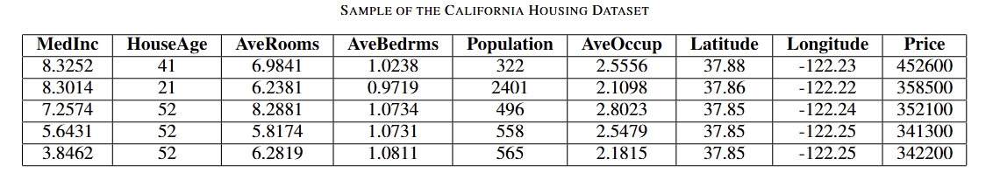 SAMPLE OF THE CALIFORNIA HOUSING DATASET
MedInc HouseAge AveRooms AveBedrms Population AveOccup Latitude Longitude Price
8.3252 41 6.9841 1.0238 322 2.5556 37.88 -122.23 452600
8.3014 21 6.2381 0.9719 2401 2.1098 37.86 -122.22 358500
7.2574 52 8.2881 1.0734 496 2.8023 37.85 -122.24 352100
5.6431 52 5.8174 1.0731 558 2.5479 37.85 -122.25 341300
3.8462 52 6.2819 1.0811 565 2.1815 37.85 -122.25 342200